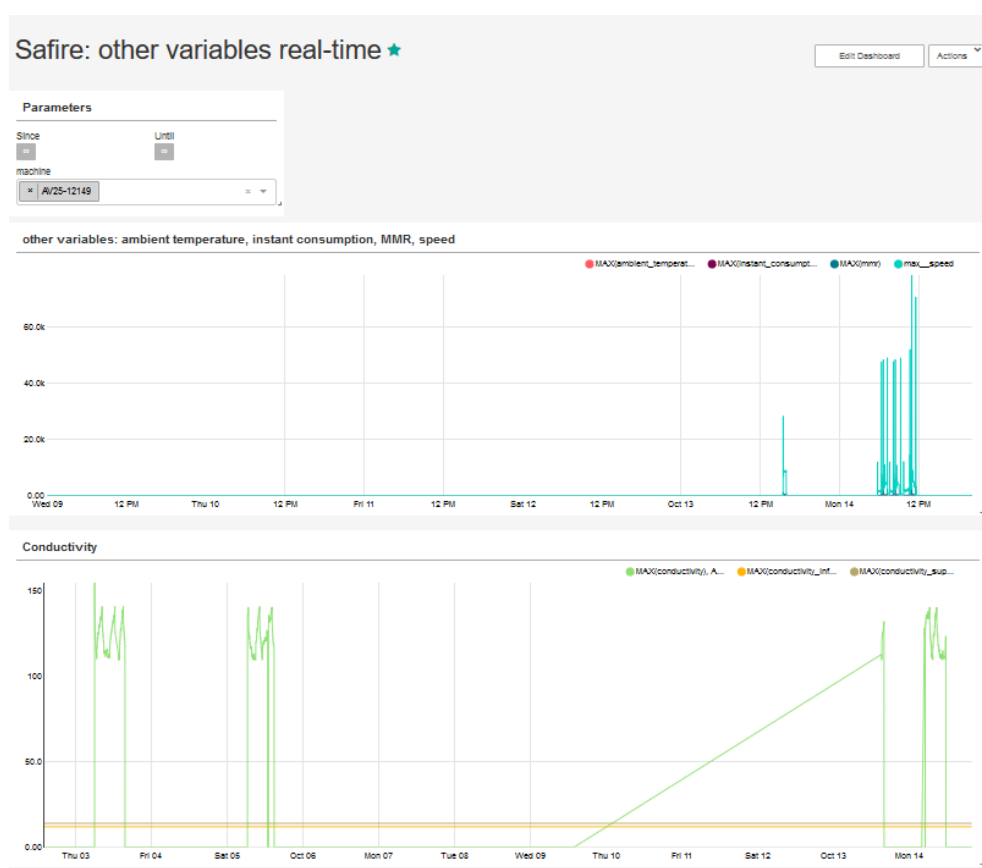 Safire: other variables real-time
Edit Dashboard
Actions
Parameters
Since
Until
∞
∞
machine
× AV25-12149
×
other variables: ambient temperature, instant consumption, MMR, speed
MAX(ambient_temperat... MAX(instant_consumpt... MAX(mmr) max__speed
60.0k
40.0k
20.0k
0.00
Wed 09 12 PM Thu 10 12 PM Fri 11 12 PM Sat 12 12 PM Oct 13 12 PM Mon 14 12 PM
Conductivity
MAX(conductivity), A... MAX(conductivity_inf... MAX(conductivity_sup...
150
100
50.0
0.00
Thu 03 Fri 04 Sat 05 Oct 06 Mon 07 Tue 08 Wed 09 Thu 10 Fri 11 Sat 12 Oct 13 Mon 14